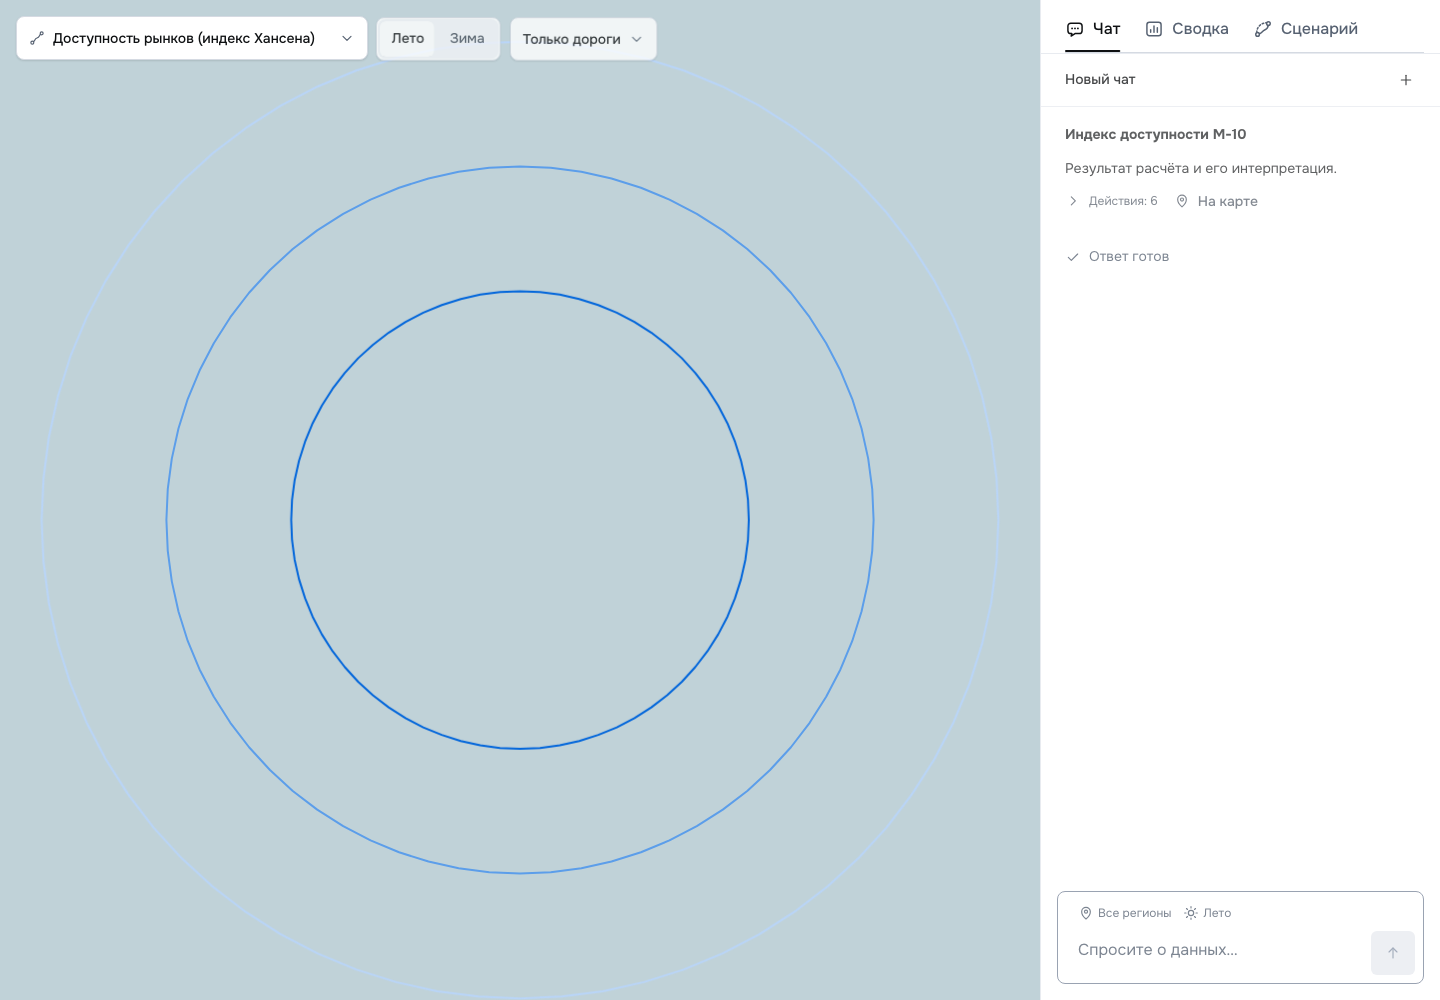 Доступность рынков (индекс Хансена)
Лето
Зима
Только дороги
Чат
Сводка
Сценарий
Новый чат
Индекс доступности М-10
Результат расчёта и его интерпретация.
Действия: 6
На карте
Ответ готов
Все регионы
Лето
Спросите о данных...